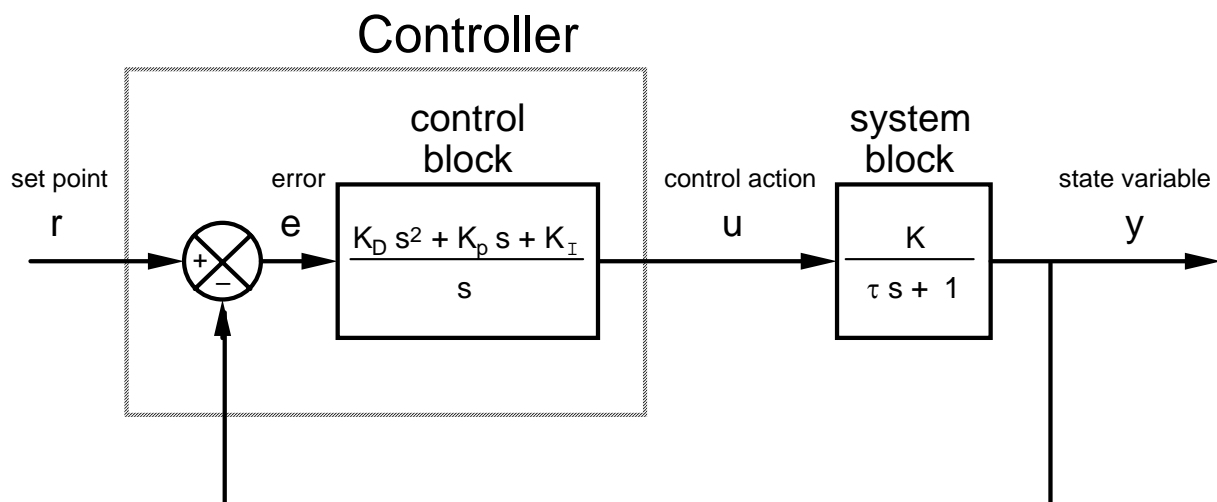 Controller
control
block
system
block
set point
error
control action
state variable
r
e
u
y
K_D s² + K_p s + K_I
s
K
τ s + 1
+
−